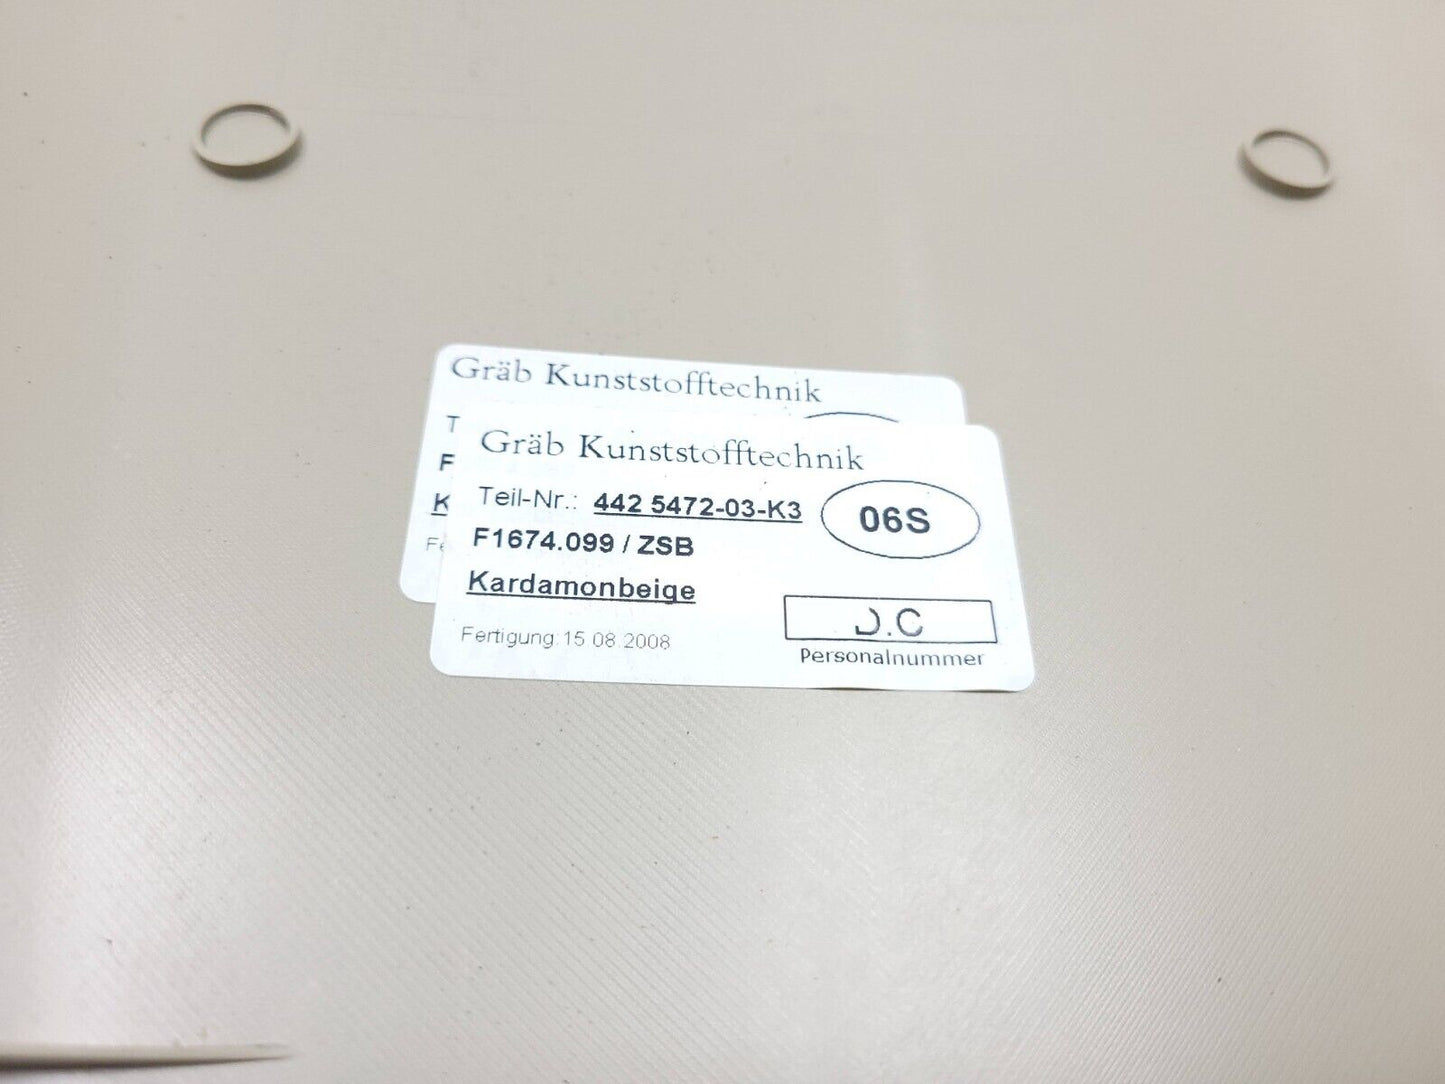 Gräb Kunststofftechnik
Gräb Kunststofftechnik
Teil-Nr.: 442 5472-03-K3
06S
F1674.099 / ZSB
Kardamonbeige
J.C
Fertigung:15 08.2008
Personalnummer